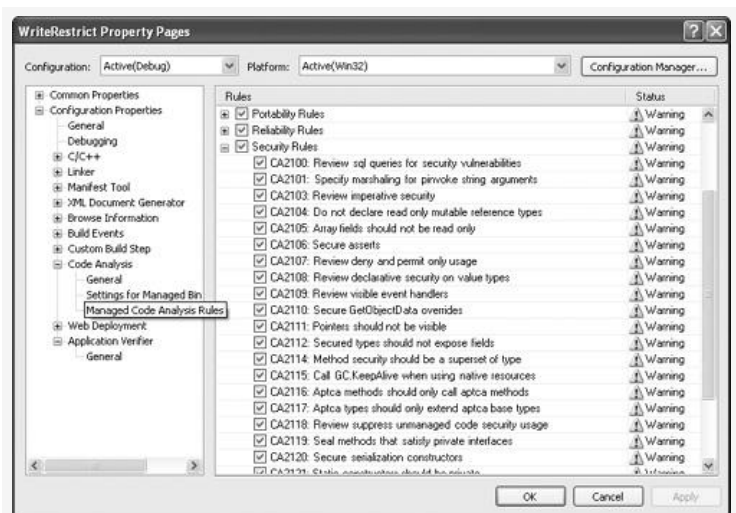 WriteRestrict Property Pages
Configuration: Active(Debug) Platform: Active(Win32) Configuration Manager...
Common Properties
Configuration Properties
General
Debugging
C/C++
Linker
Manifest Tool
XML Document Generator
Browse Information
Build Events
Custom Build Step
Code Analysis
General
Settings for Managed Bin
Managed Code Analysis Rules
Web Deployment
Application Verifier
General
Rules Status
Portability Rules Warning
Reliability Rules Warning
Security Rules Warning
CA2100: Review sql queries for security vulnerabilities Warning
CA2101: Specify marshaling for pinvoke string arguments Warning
CA2103: Review imperative security Warning
CA2104: Do not declare read only mutable reference types Warning
CA2105: Array fields should not be read only Warning
CA2106: Secure asserts Warning
CA2107: Review deny and permit only usage Warning
CA2108: Review declarative security on value types Warning
CA2109: Review visible event handlers Warning
CA2110: Secure GetObjectData overrides Warning
CA2111: Pointers should not be visible Warning
CA2112: Secured types should not expose fields Warning
CA2114: Method security should be a superset of type Warning
CA2115: Call GC.KeepAlive when using native resources Warning
CA2116: Aptca methods should only call aptca methods Warning
CA2117: Aptca types should only extend aptca base types Warning
CA2118: Review suppress unmanaged code security usage Warning
CA2119: Seal methods that satisfy private interfaces Warning
CA2120: Secure serialization constructors Warning
CA2121: Static constructors should be private Warning
OK Cancel Apply